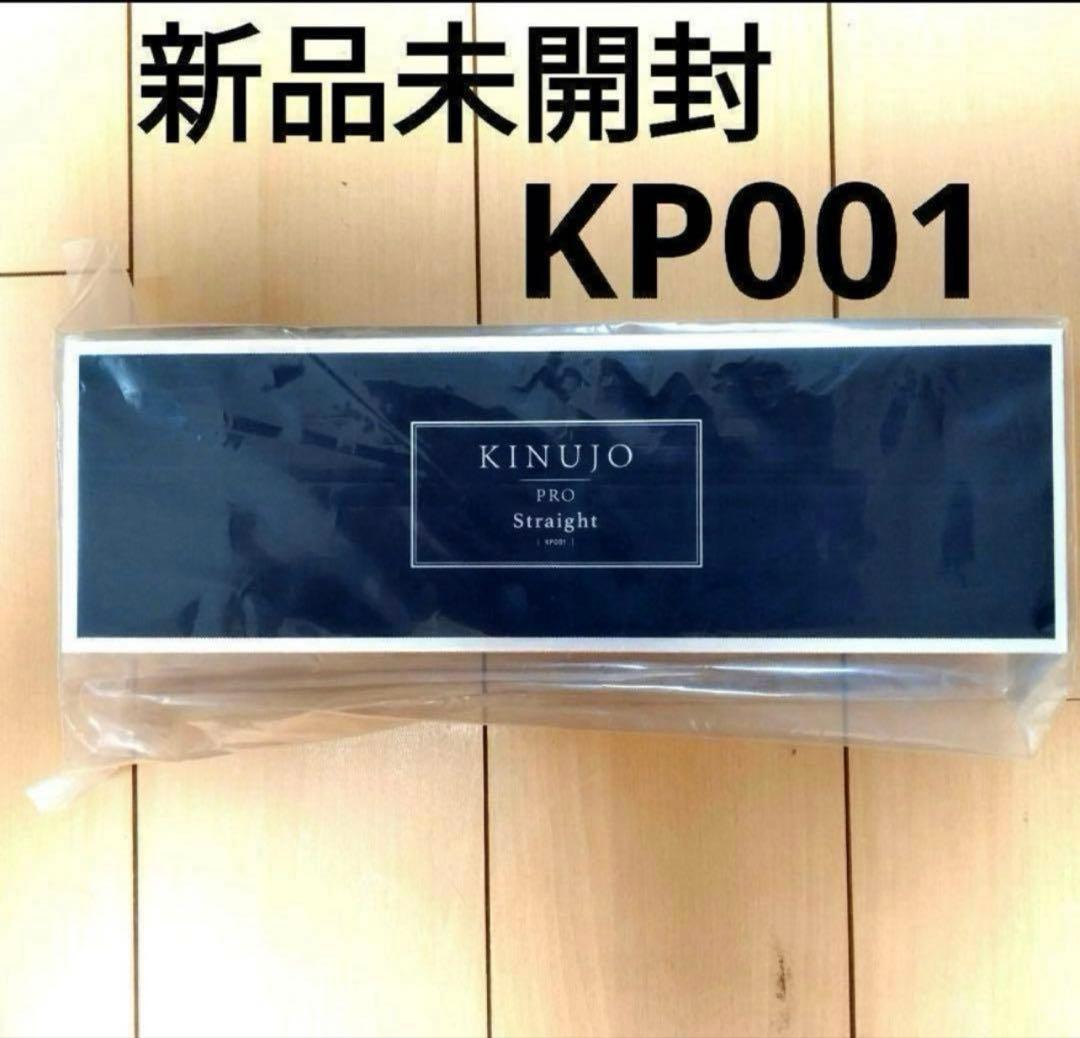 新品未開封
KP001
KINUJO
PRO
Straight
| KP001 |